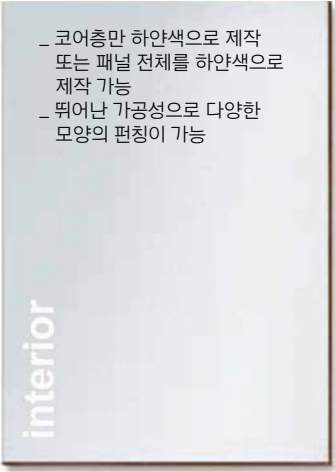 _ 코어층만 하얀색으로 제작
또는 패널 전체를 하얀색으로
제작 가능
_ 뛰어난 가공성으로 다양한
모양의 펀칭이 가능
interior